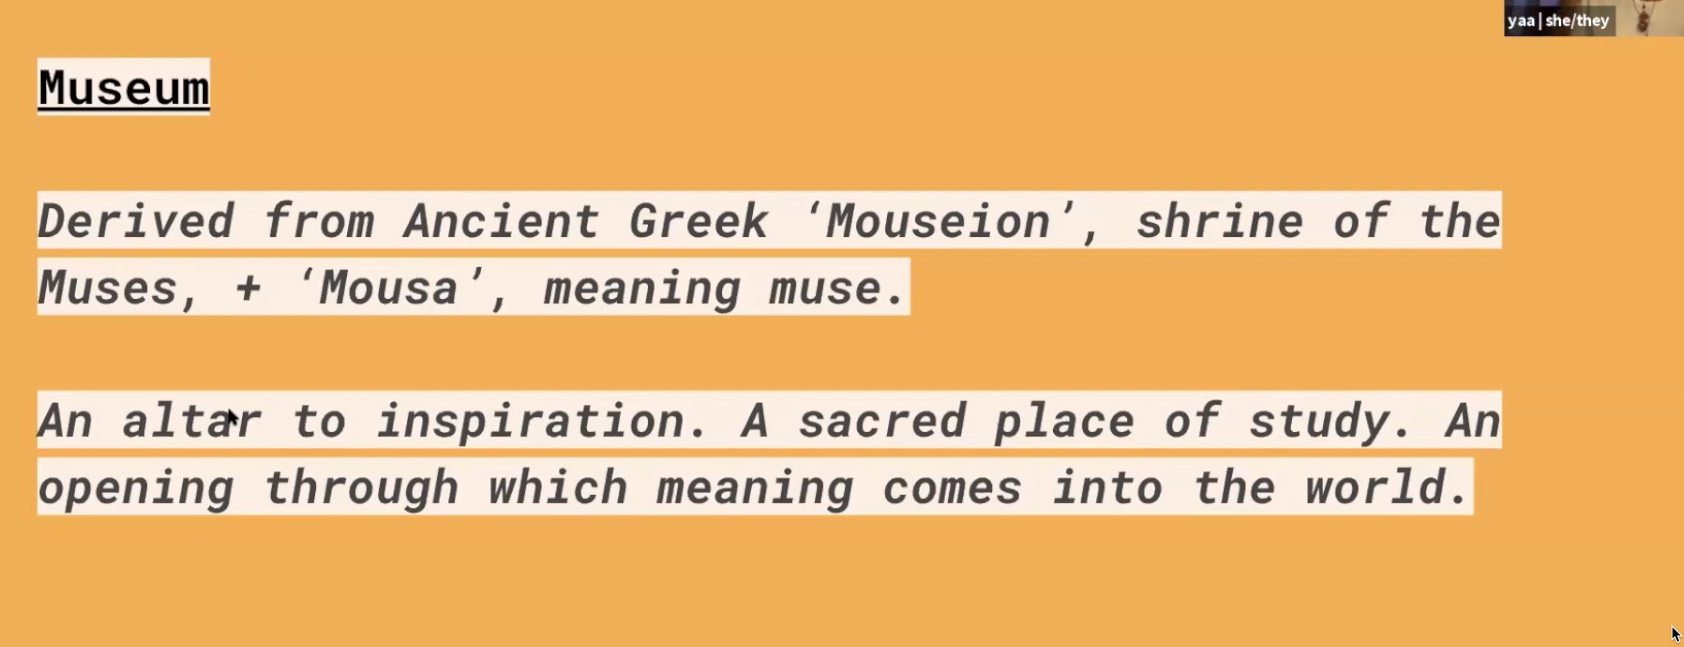 yaa | she/they
Museum
Derived from Ancient Greek ‘Mouseion’, shrine of the
Muses, + ‘Mousa’, meaning muse.
An altar to inspiration. A sacred place of study. An
opening through which meaning comes into the world.